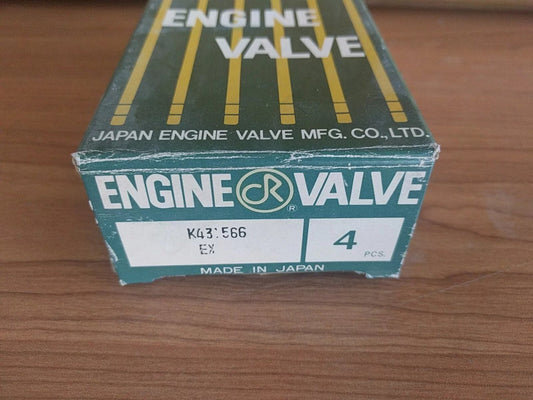 ENGINE
VALVE
JAPAN ENGINE VALVE MFG. CO., LTD.
ENGINE R ® VALVE
K431566
EX
4
PCS.
MADE IN JAPAN